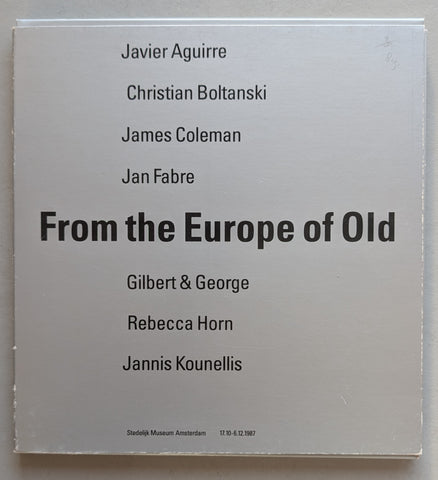 Javier Aguirre
Christian Boltanski
James Coleman
Jan Fabre
From the Europe of Old
Gilbert & George
Rebecca Horn
Jannis Kounellis
Stedelijk Museum Amsterdam 17.10-6.12.1987